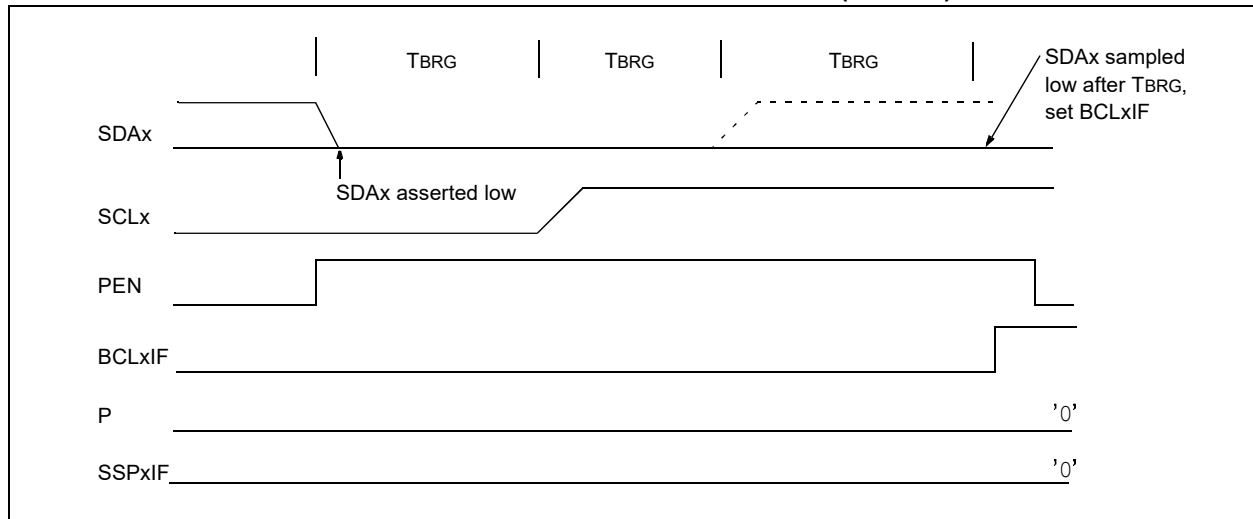 TBRG TBRG TBRG
SDAx sampled
low after TBRG,
set BCLxIF
SDAx
SDAx asserted low
SCLx
PEN
BCLxIF
P '0'
SSPxIF '0'